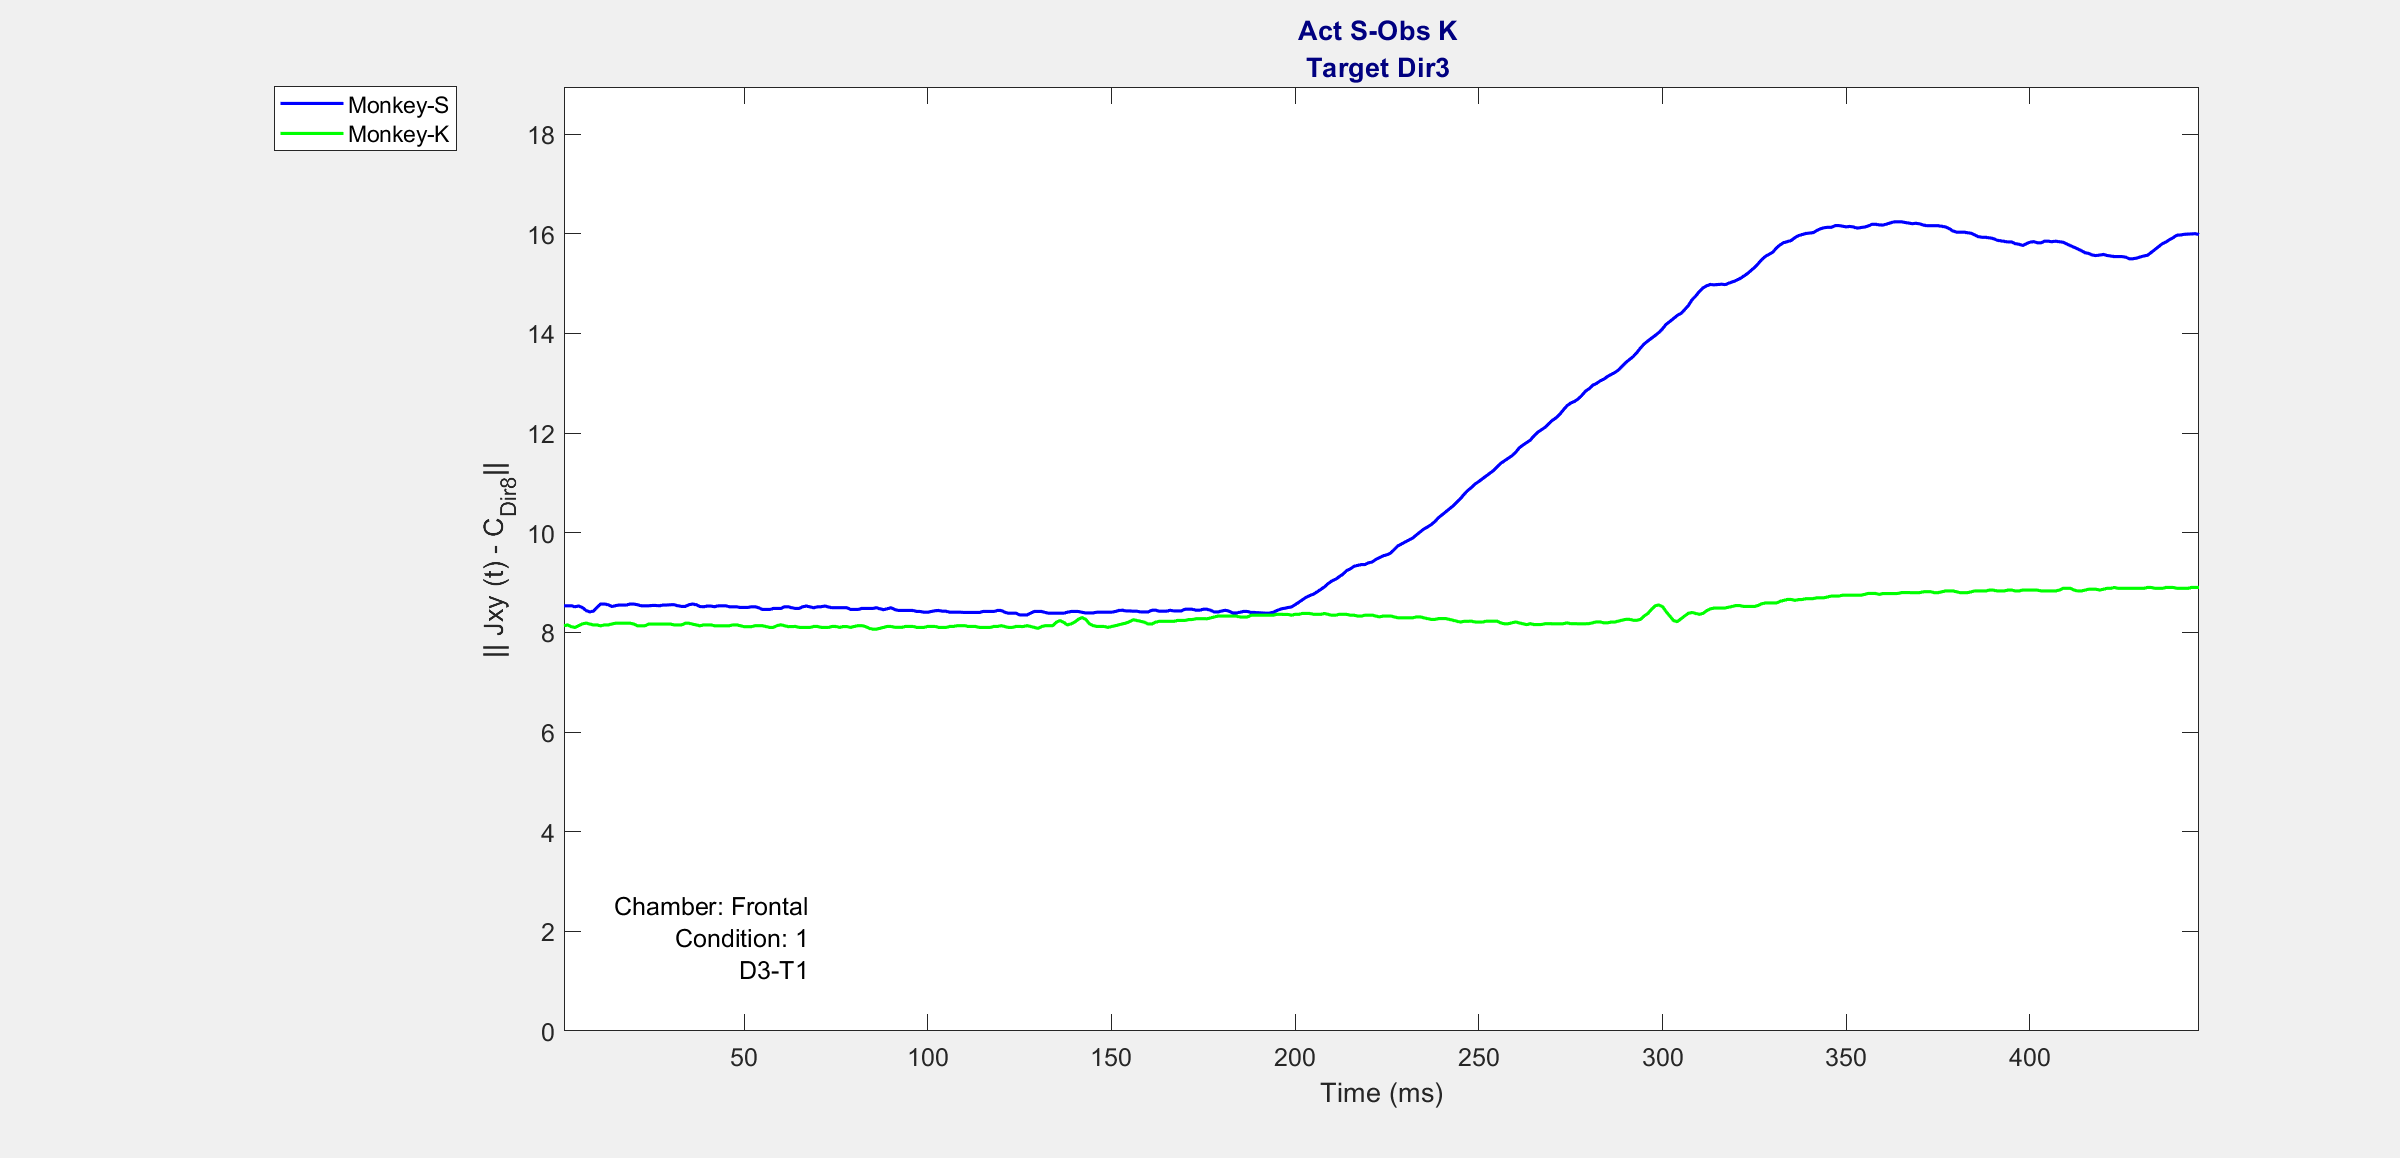 Act S-Obs K
Target Dir3
Monkey-S
Monkey-K
|| Jxy (t) - C_Dir8||
18
16
14
12
10
8
6
4
2
0
Chamber: Frontal
Condition: 1
D3-T1
50 100 150 200 250 300 350 400
Time (ms)